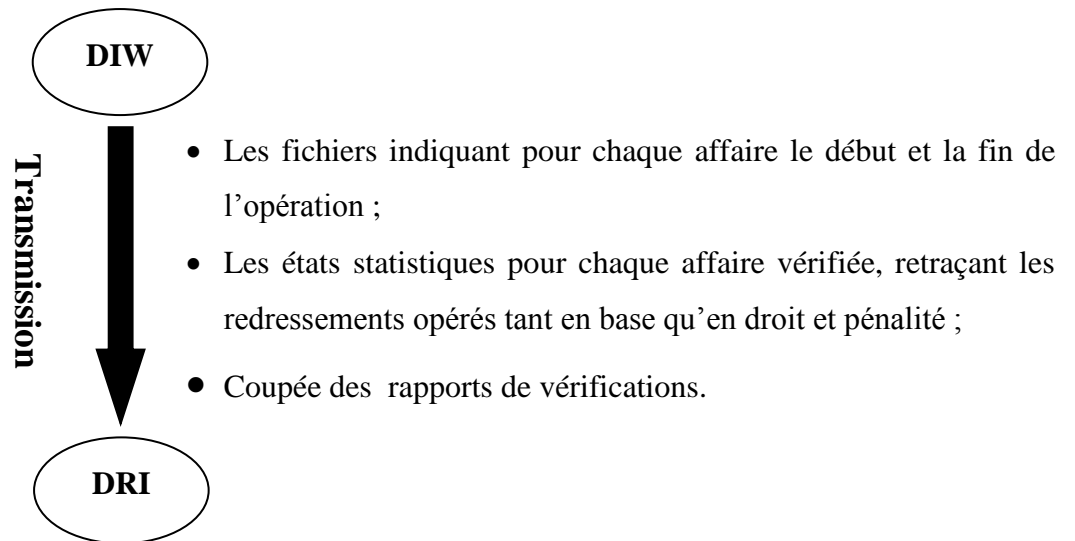 DIW
Transmission
• Les fichiers indiquant pour chaque affaire le début et la fin de
l’opération ;
• Les états statistiques pour chaque affaire vérifiée, retraçant les
redressements opérés tant en base qu’en droit et pénalité ;
• Coupée des rapports de vérifications.
DRI